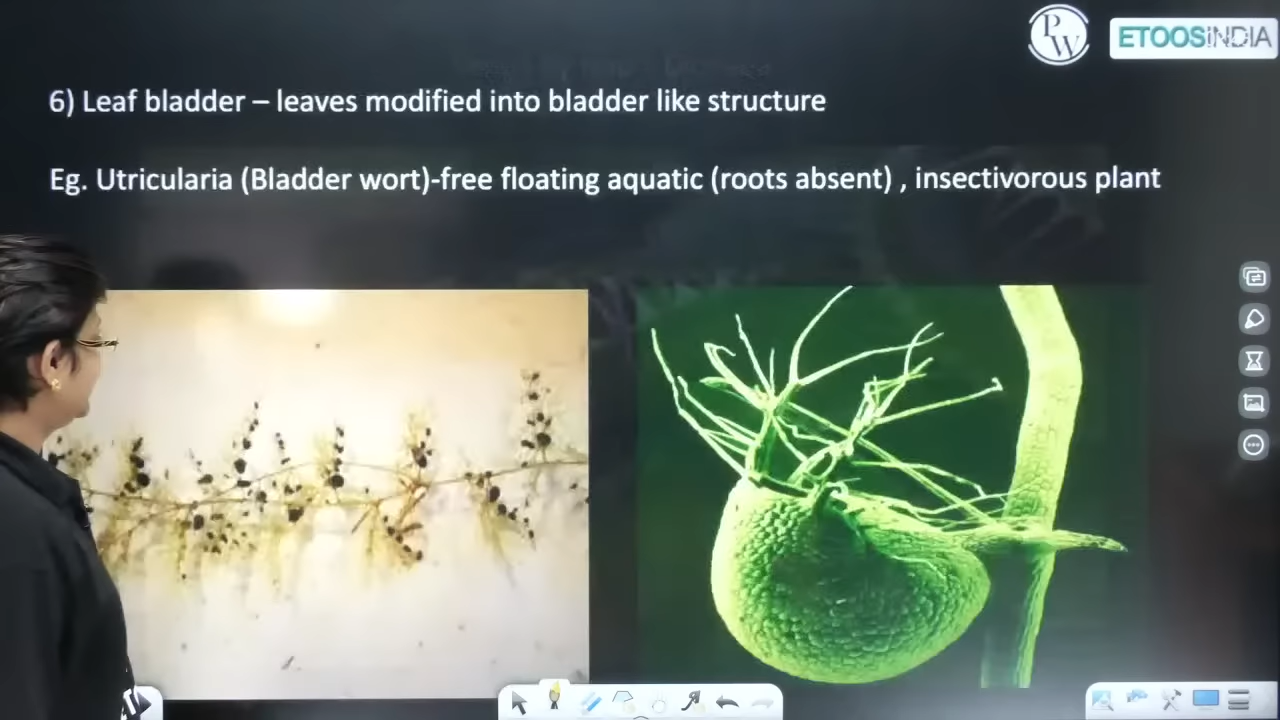 PW
ETOOSINDIA
6) Leaf bladder – leaves modified into bladder like structure
Eg. Utricularia (Bladder wort)-free floating aquatic (roots absent) , insectivorous plant